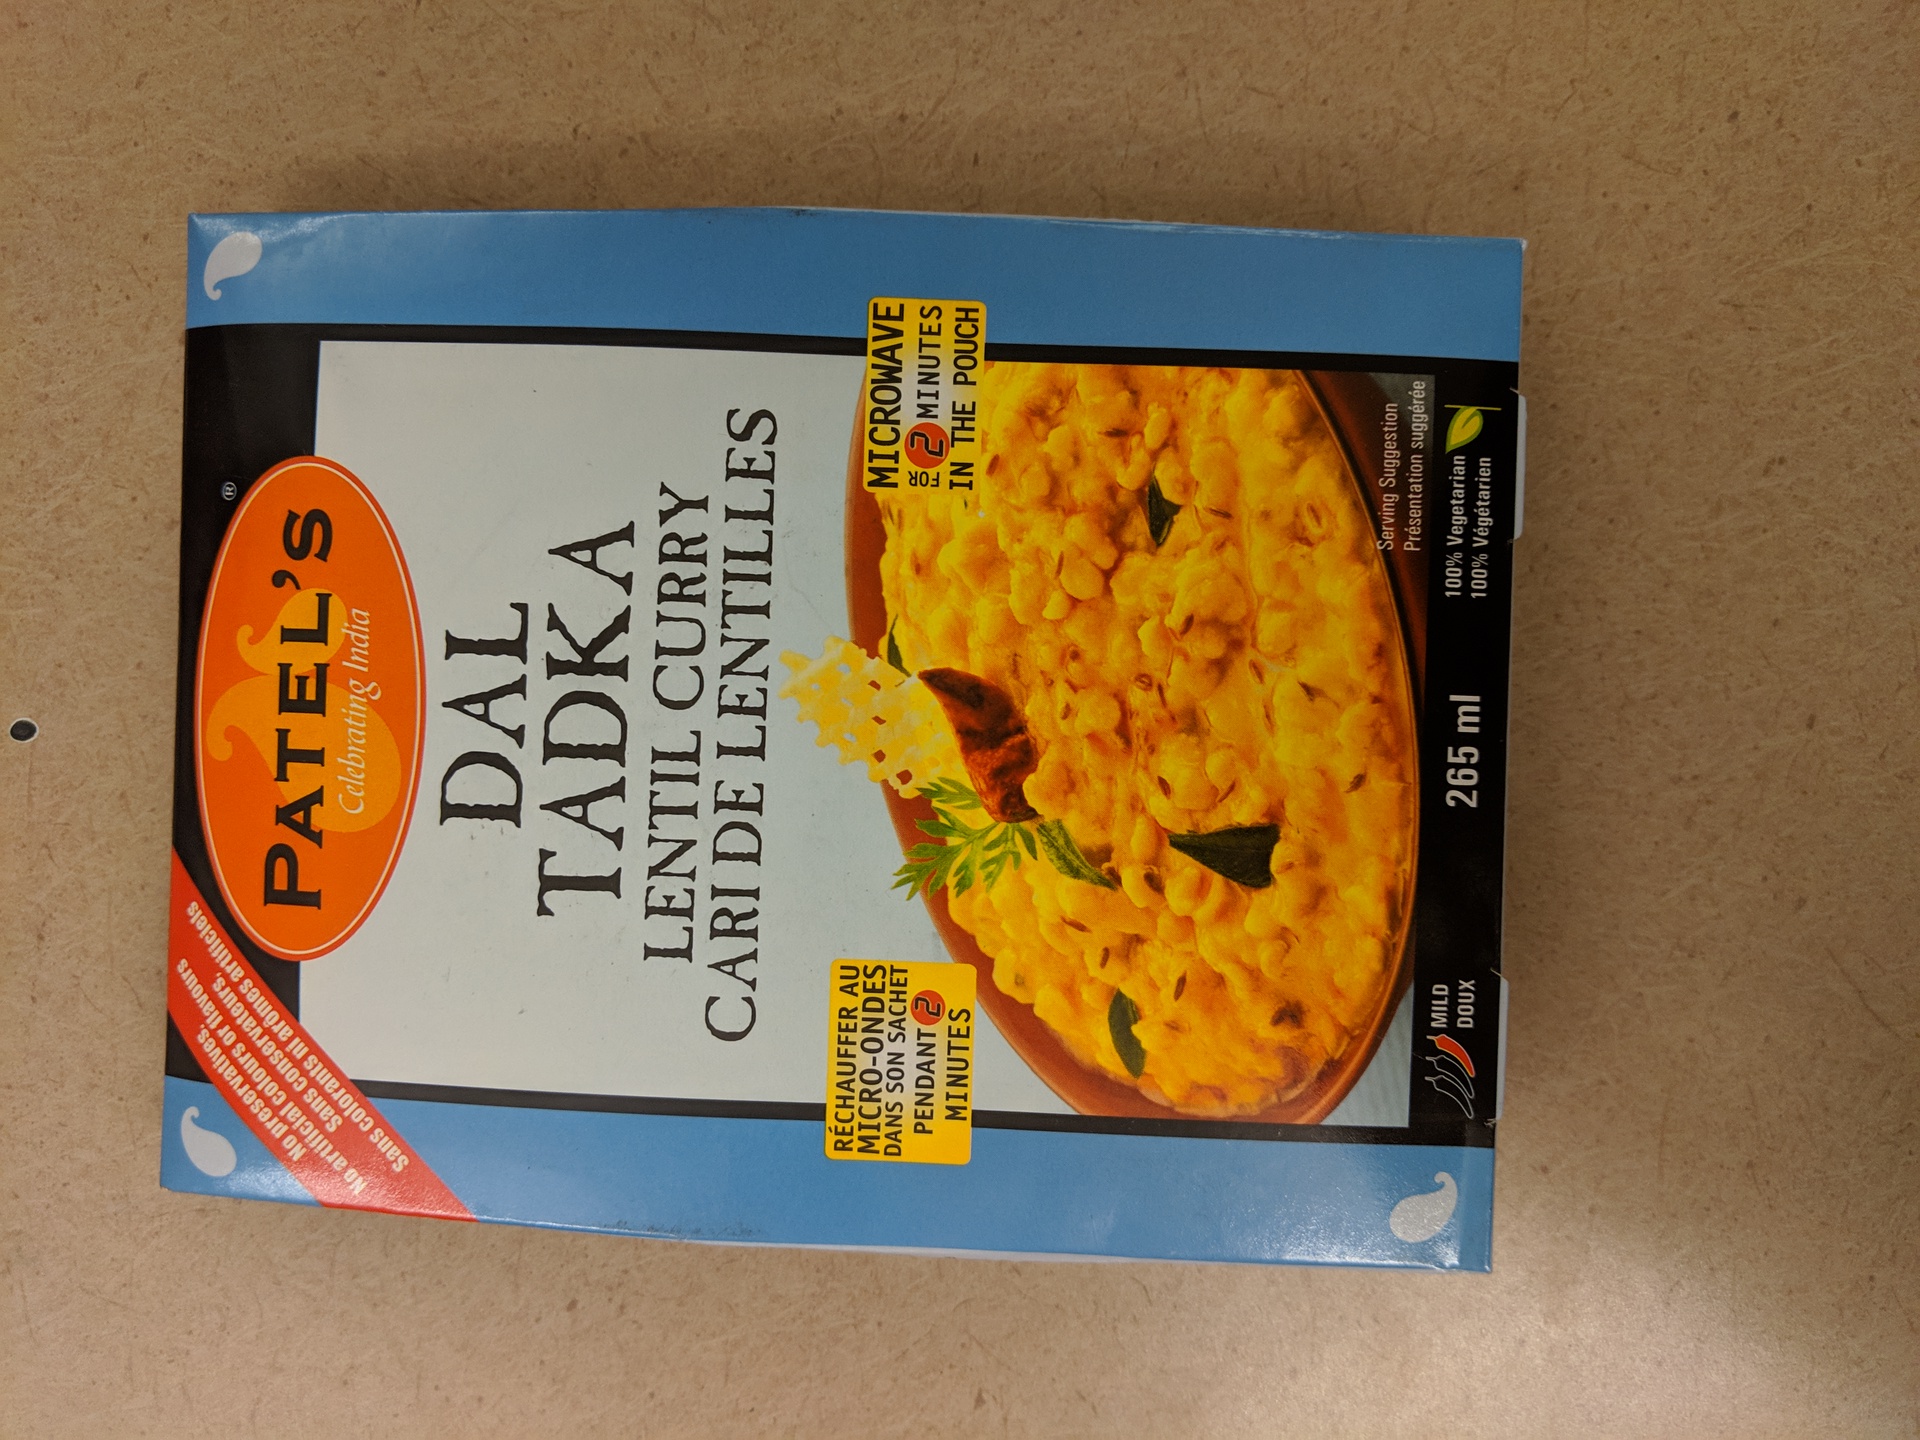 No preservatives,
No artificial colours or flavours
Sans conservateurs,
Sans colorants ni arômes artificiels
PATEL'S
®
Celebrating India
DAL
TADKA
LENTIL CURRY
CARI DE LENTILLES
RÉCHAUFFER AU
MICRO-ONDES
DANS SON SACHET
PENDANT 2
MINUTES
MICROWAVE
FOR 2 MINUTES
IN THE POUCH
Serving Suggestion
Présentation suggérée
MILD
DOUX
265 ml
100% Vegetarian
100% Végétarien